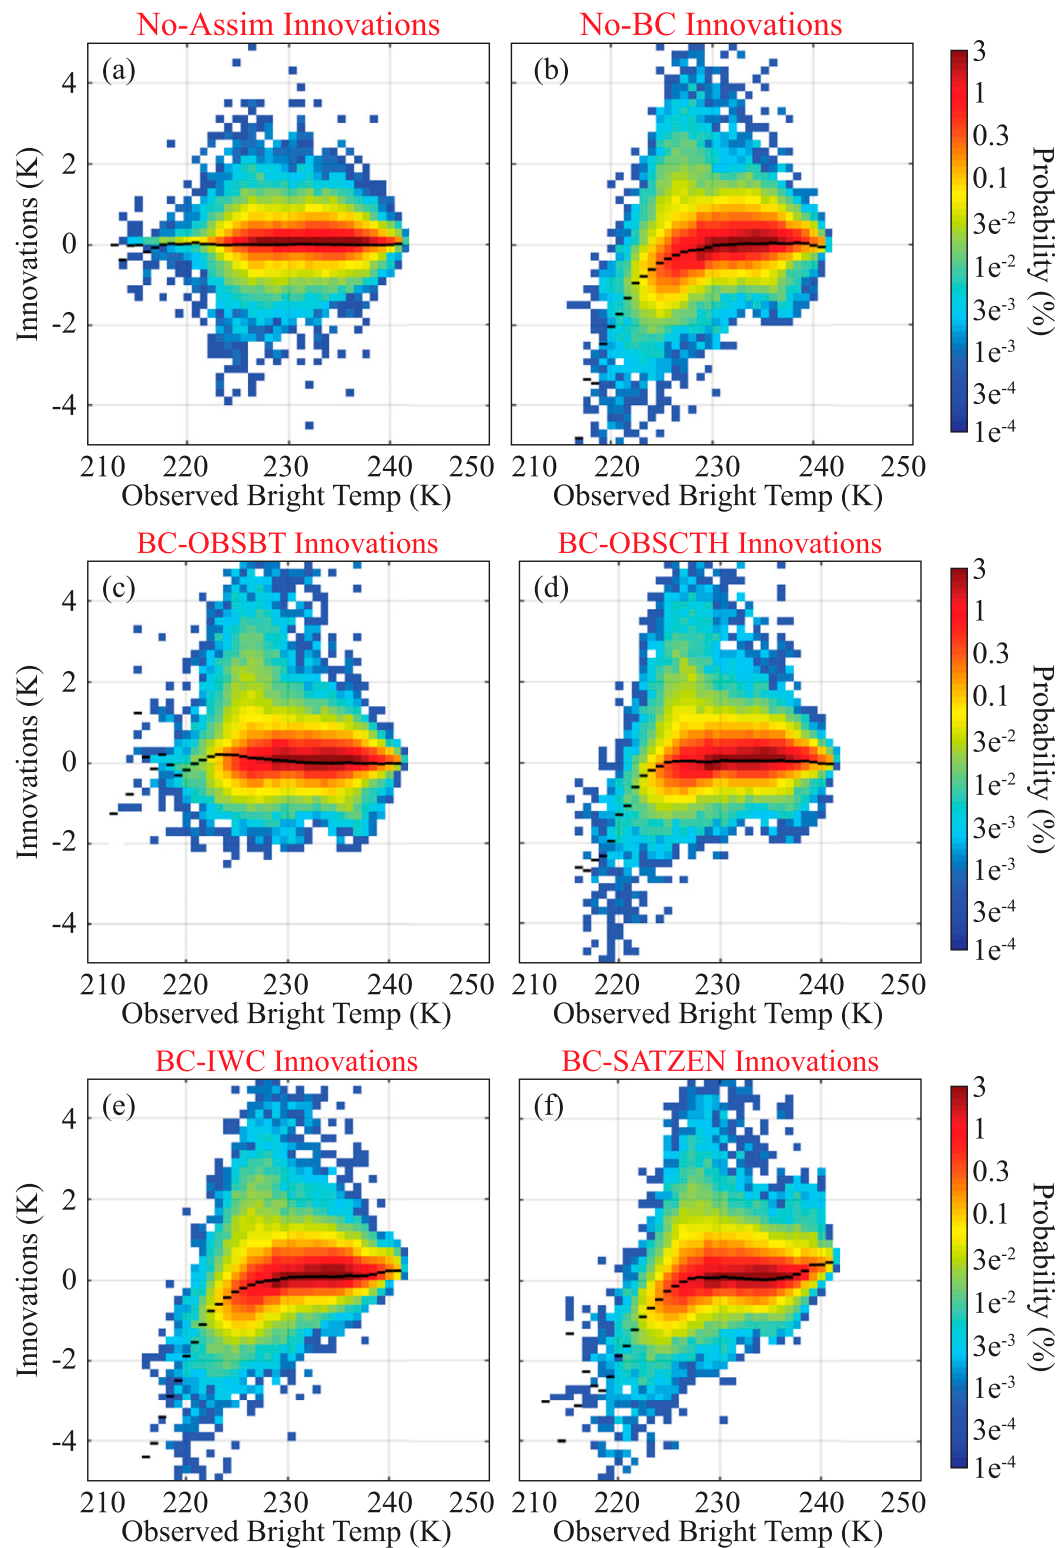 No-Assim Innovations
No-BC Innovations
(a)
(b)
4
2
0
-2
-4
Innovations (K)
210 220 230 240 250
210 220 230 240 250
Observed Bright Temp (K)
Observed Bright Temp (K)
3
1
0.3
0.1
3e-2
1e-2
3e-3
1e-3
3e-4
1e-4
Probability (%)
BC-OBSBT Innovations
BC-OBSCTH Innovations
(c)
(d)
4
2
0
-2
-4
Innovations (K)
210 220 230 240 250
210 220 230 240 250
Observed Bright Temp (K)
Observed Bright Temp (K)
3
1
0.3
0.1
3e-2
1e-2
3e-3
1e-3
3e-4
1e-4
Probability (%)
BC-IWC Innovations
BC-SATZEN Innovations
(e)
(f)
4
2
0
-2
-4
Innovations (K)
210 220 230 240 250
210 220 230 240 250
Observed Bright Temp (K)
Observed Bright Temp (K)
3
1
0.3
0.1
3e-2
1e-2
3e-3
1e-3
3e-4
1e-4
Probability (%)